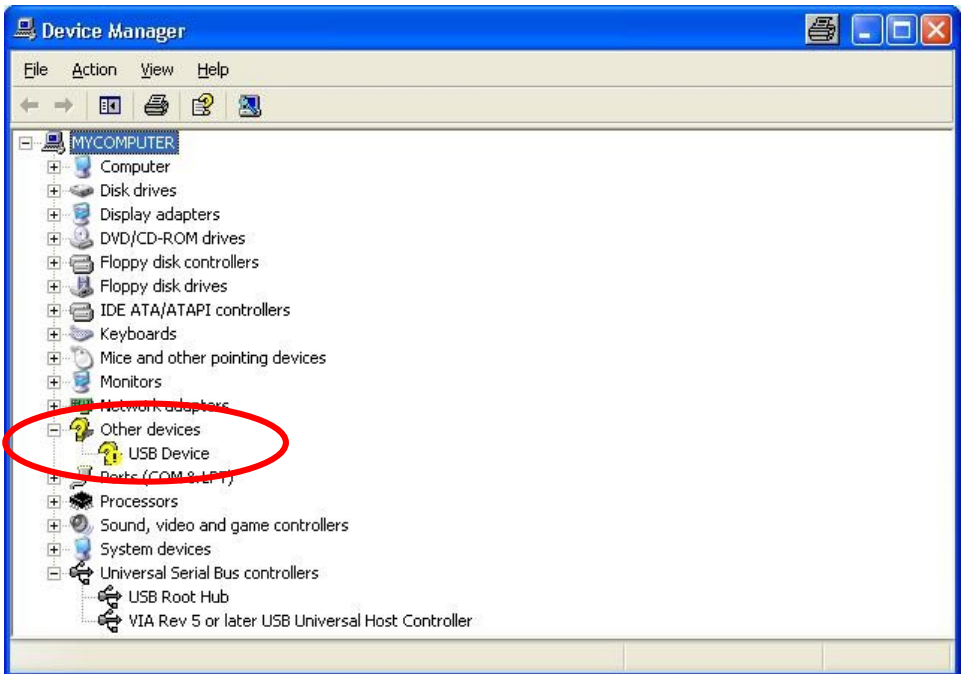 Device Manager
File Action View Help
MYCOMPUTER
Computer
Disk drives
Display adapters
DVD/CD-ROM drives
Floppy disk controllers
Floppy disk drives
IDE ATA/ATAPI controllers
Keyboards
Mice and other pointing devices
Monitors
Network adapters
Other devices
USB Device
Ports (COM & LPT)
Processors
Sound, video and game controllers
System devices
Universal Serial Bus controllers
USB Root Hub
VIA Rev 5 or later USB Universal Host Controller